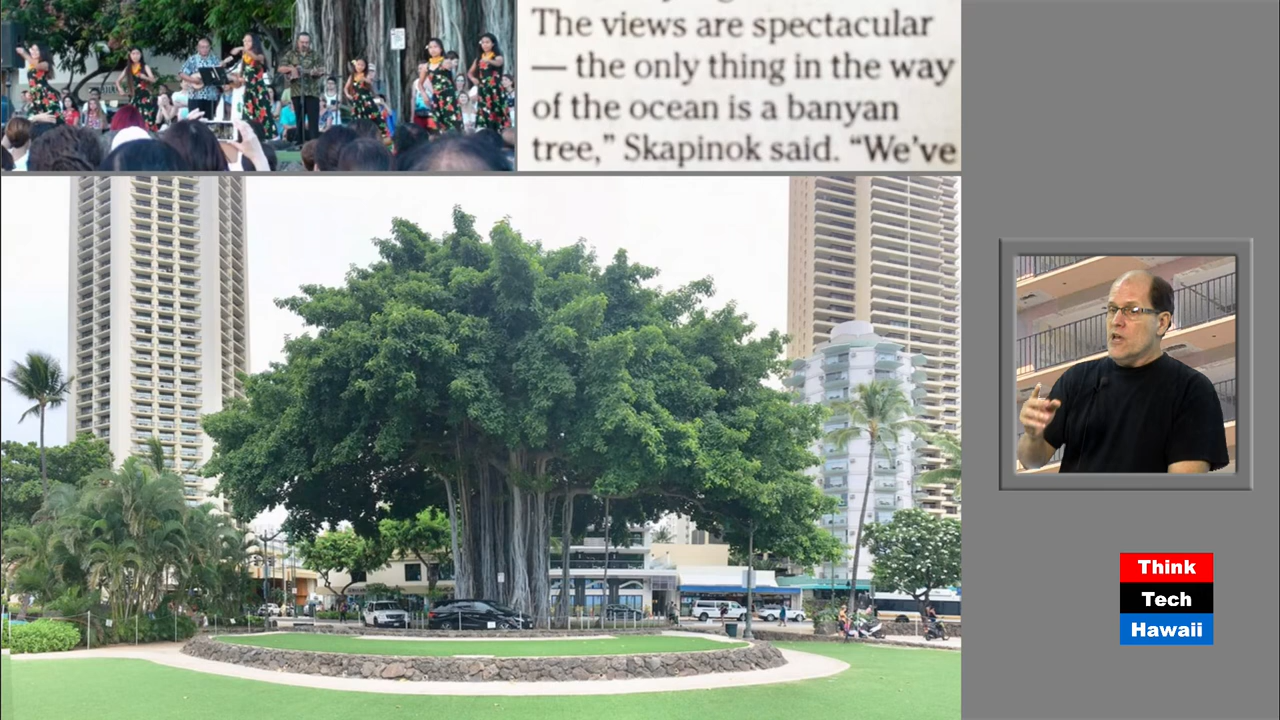 The views are spectacular
— the only thing in the way
of the ocean is a banyan
tree,” Skapinok said. “We’ve
Think
Tech
Hawaii